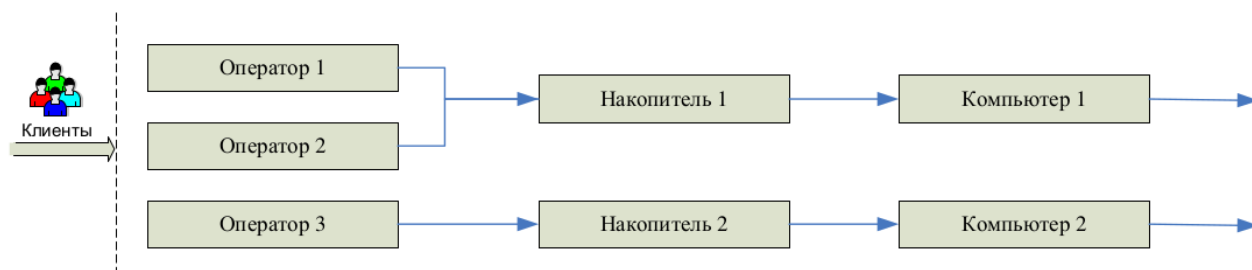 Оператор 1
Накопитель 1
Компьютер 1
Клиенты
Оператор 2
Оператор 3
Накопитель 2
Компьютер 2